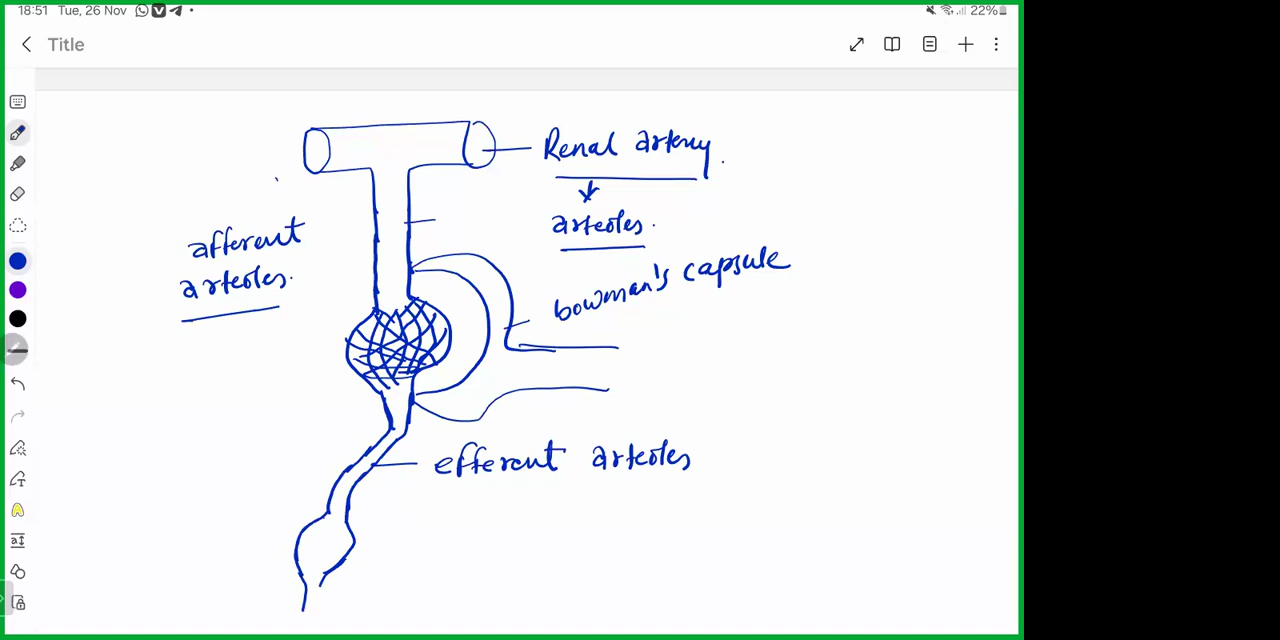 18:51 Tue, 26 Nov
22%
Title
Renal artery.
arteoles.
afferent
arteoles.
bowman's capsule
efferent arteoles